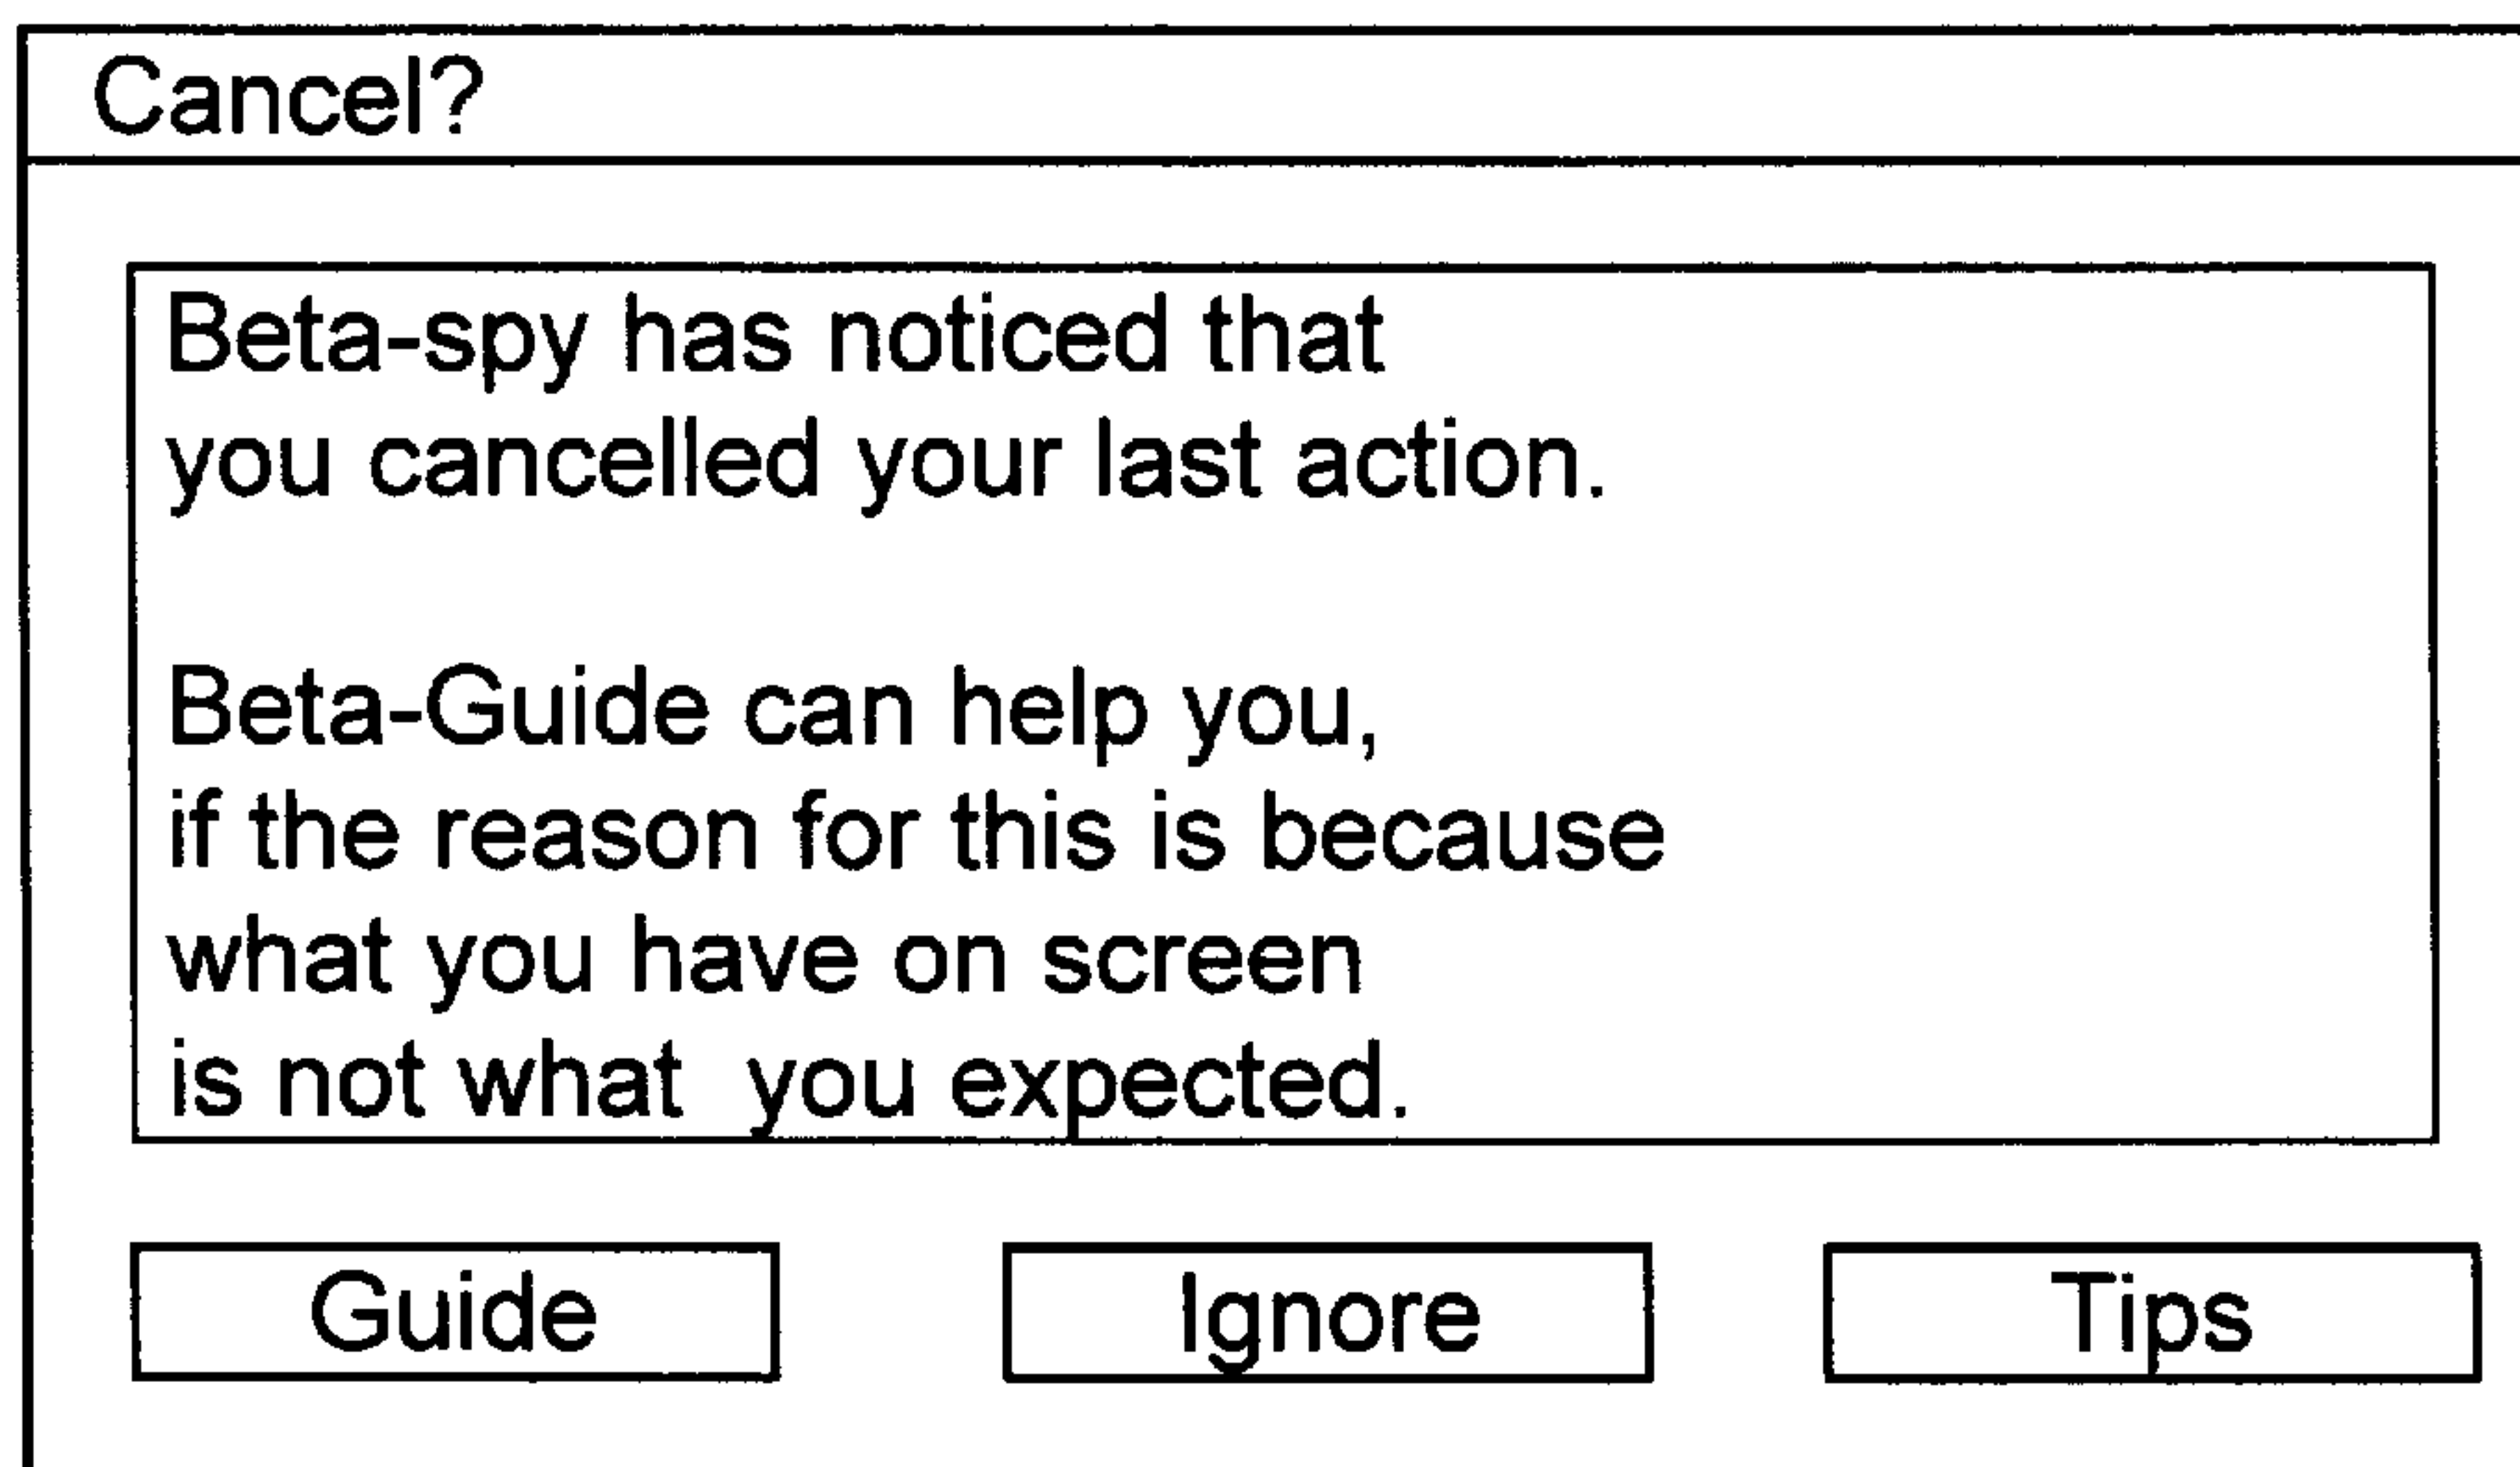 Cancel?
Beta-spy has noticed that
you cancelled your last action.
Beta-Guide can help you,
if the reason for this is because
what you have on screen
is not what  you expected.
Guide
Ignore
Tips